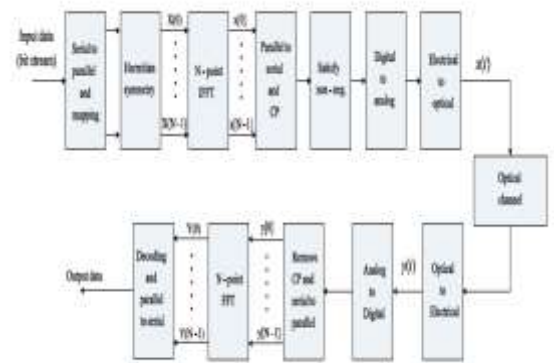 Input data
(bit stream)
Serial to
parallel
and
mapping
Hermitian
symmetry
X(0)
X(N-1)
N-point
IFFT
x(0)
x(N-1)
Parallel to
serial
and
CP
Satisfy
non-neg.
Digital
to
analog
Electrical
to
optical
x(t)
Optical
channel
Optical
to
Electrical
y(t)
Analog
to
Digital
Remove
CP and
serial to
parallel
y(0)
y(N-1)
N-point
FFT
Y(0)
Y(N-1)
Decoding
and
parallel
to serial
Output data